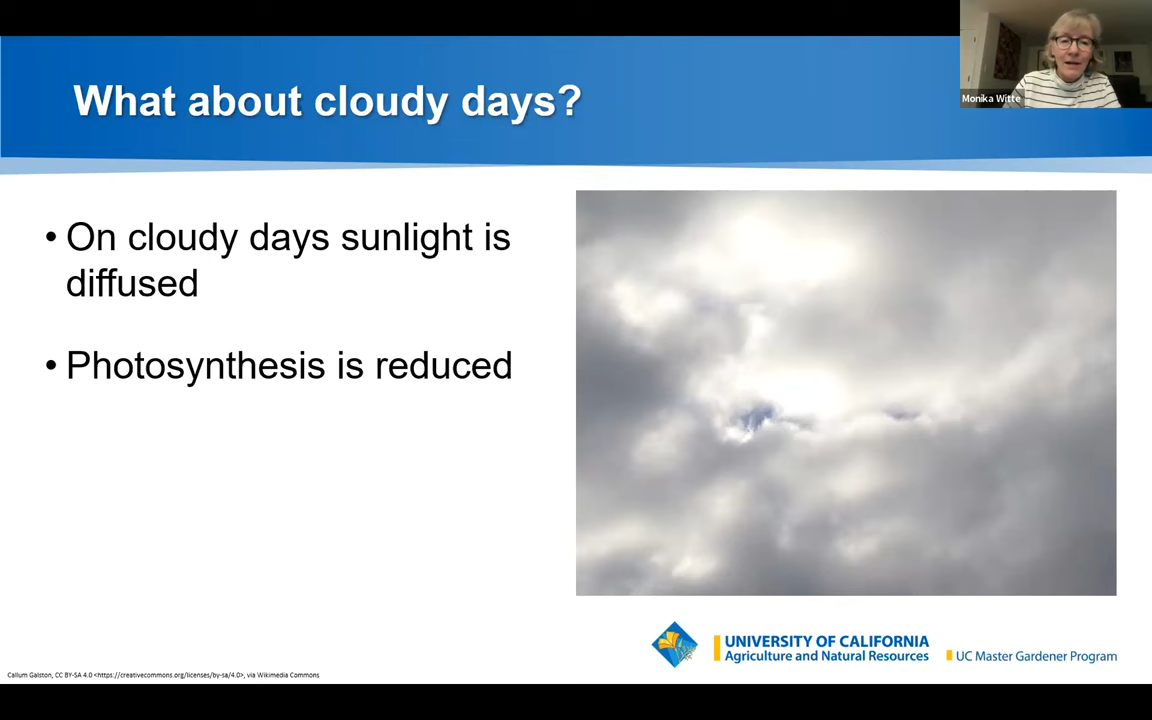 What about cloudy days?
Monika Witte
• On cloudy days sunlight is
diffused
• Photosynthesis is reduced
UNIVERSITY OF CALIFORNIA
Agriculture and Natural Resources
UC Master Gardener Program
Callum Galston, CC BY-SA 4.0 <https://creativecommons.org/licenses/by-sa/4.0>, via Wikimedia Commons